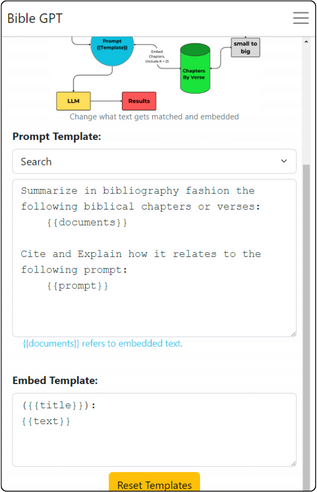 Bible GPT
Prompt
{{Template}}
Embed
Chapters
(include K = 2)
small to
big
Chapters
By Verse
LLM
Results
Change what text gets matched and embedded
Prompt Template:
Search
Summarize in bibliography fashion the
following biblical chapters or verses:
{{documents}}
Cite and Explain how it relates to the
following prompt:
{{prompt}}
{{documents}} refers to embedded text.
Embed Template:
({{title}}):
{{text}}
Reset Templates